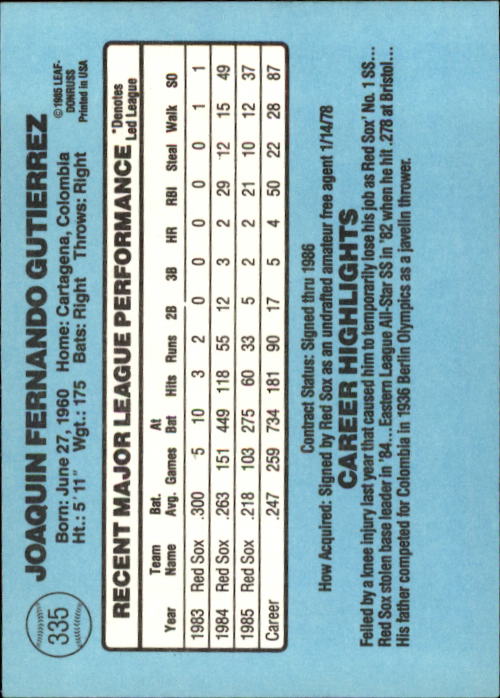 335
JOAQUIN FERNANDO GUTIERREZ
Born: June 27, 1960 Home: Cartagena, Colombia
Ht.: 5'11" Wgt.: 175 Bats: Right Throws: Right
©1985 LEAF-
DONRUSS
Printed in USA
RECENT MAJOR LEAGUE PERFORMANCE *Denotes Led League
Year Team Name Bat. Avg. Games At Bat Hits Runs 2B 3B HR RBI Steal Walk SO
1983 Red Sox .300 5 10 3 2 0 0 0 0 0 1 1
1984 Red Sox .263 151 449 118 55 12 3 2 29 12 15 49
1985 Red Sox .218 103 275 60 33 5 2 2 21 10 12 37
Career .247 259 734 181 90 17 5 4 50 22 28 87
Contract Status: Signed thru 1986
How Acquired: Signed by Red Sox as an undrafted amateur free agent 1/14/78
CAREER HIGHLIGHTS
Felled by a knee injury last year that caused him to temporarily lose his job as Red Sox' No. 1 SS...
Red Sox stolen base leader in '84...Eastern League All-Star SS in '82 when he hit .278 at Bristol...
His father competed for Colombia in 1936 Berlin Olympics as a javelin thrower.